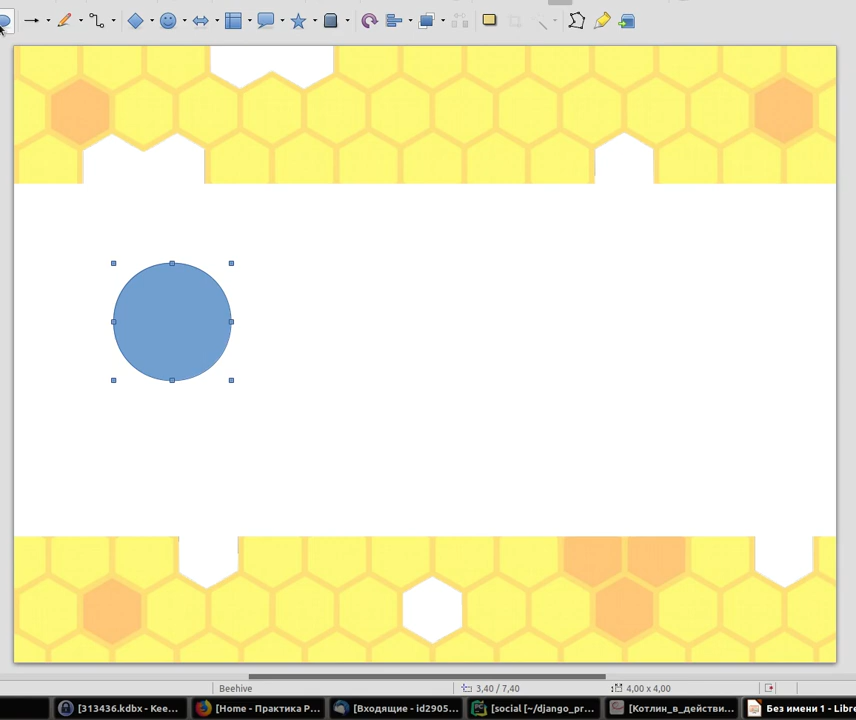 Beehive 3,40 / 7,40 4,00 x 4,00
[313436.kdbx - Kee... [Home - Практика P... [Входящие - id2905... [social [~/django_pr... [Котлин_в_действи... Без имени 1 - Libre